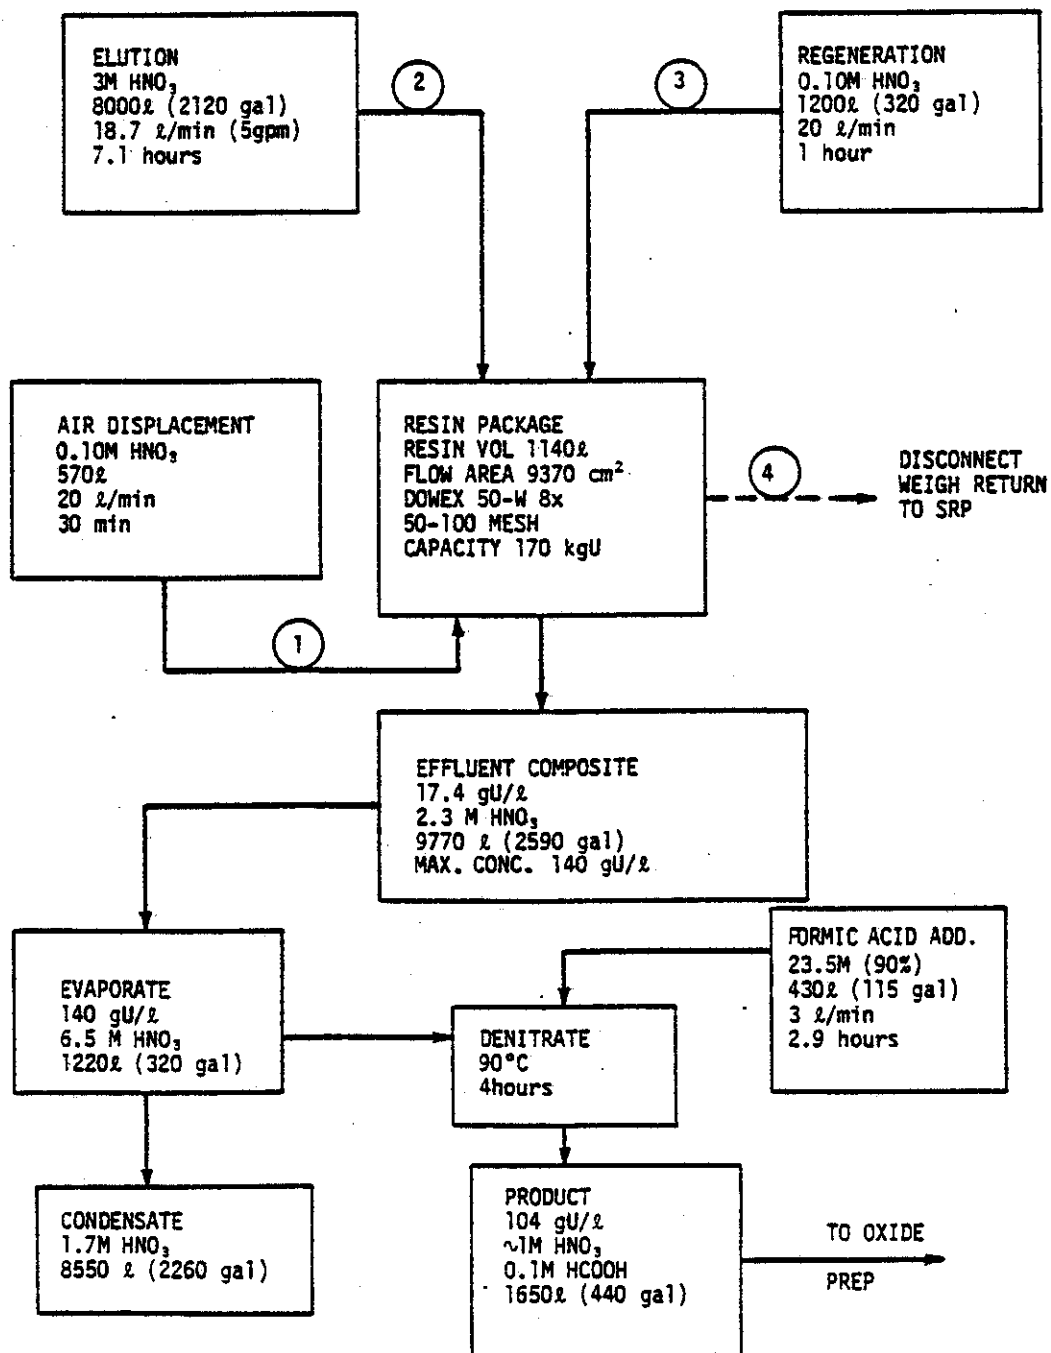 ELUTION
3M HNO₃
8000ℓ (2120 gal)
18.7 ℓ/min (5gpm)
7.1 hours
2
3
REGENERATION
0.10M HNO₃
1200ℓ (320 gal)
20 ℓ/min
1 hour
AIR DISPLACEMENT
0.10M HNO₃
570ℓ
20 ℓ/min
30 min
RESIN PACKAGE
RESIN VOL 1140ℓ
FLOW AREA 9370 cm²
DOWEX 50-W 8x
50-100 MESH
CAPACITY 170 kgU
4
DISCONNECT
WEIGH RETURN
TO SRP
1
EFFLUENT COMPOSITE
17.4 gU/ℓ
2.3 M HNO₃
9770 ℓ (2590 gal)
MAX. CONC. 140 gU/ℓ
EVAPORATE
140 gU/ℓ
6.5 M HNO₃
1220ℓ (320 gal)
DENITRATE
90°C
4hours
FORMIC ACID ADD.
23.5M (90%)
430ℓ (115 gal)
3 ℓ/min
2.9 hours
CONDENSATE
1.7M HNO₃
8550 ℓ (2260 gal)
PRODUCT
104 gU/ℓ
~1M HNO₃
0.1M HCOOH
1650ℓ (440 gal)
TO OXIDE
PREP